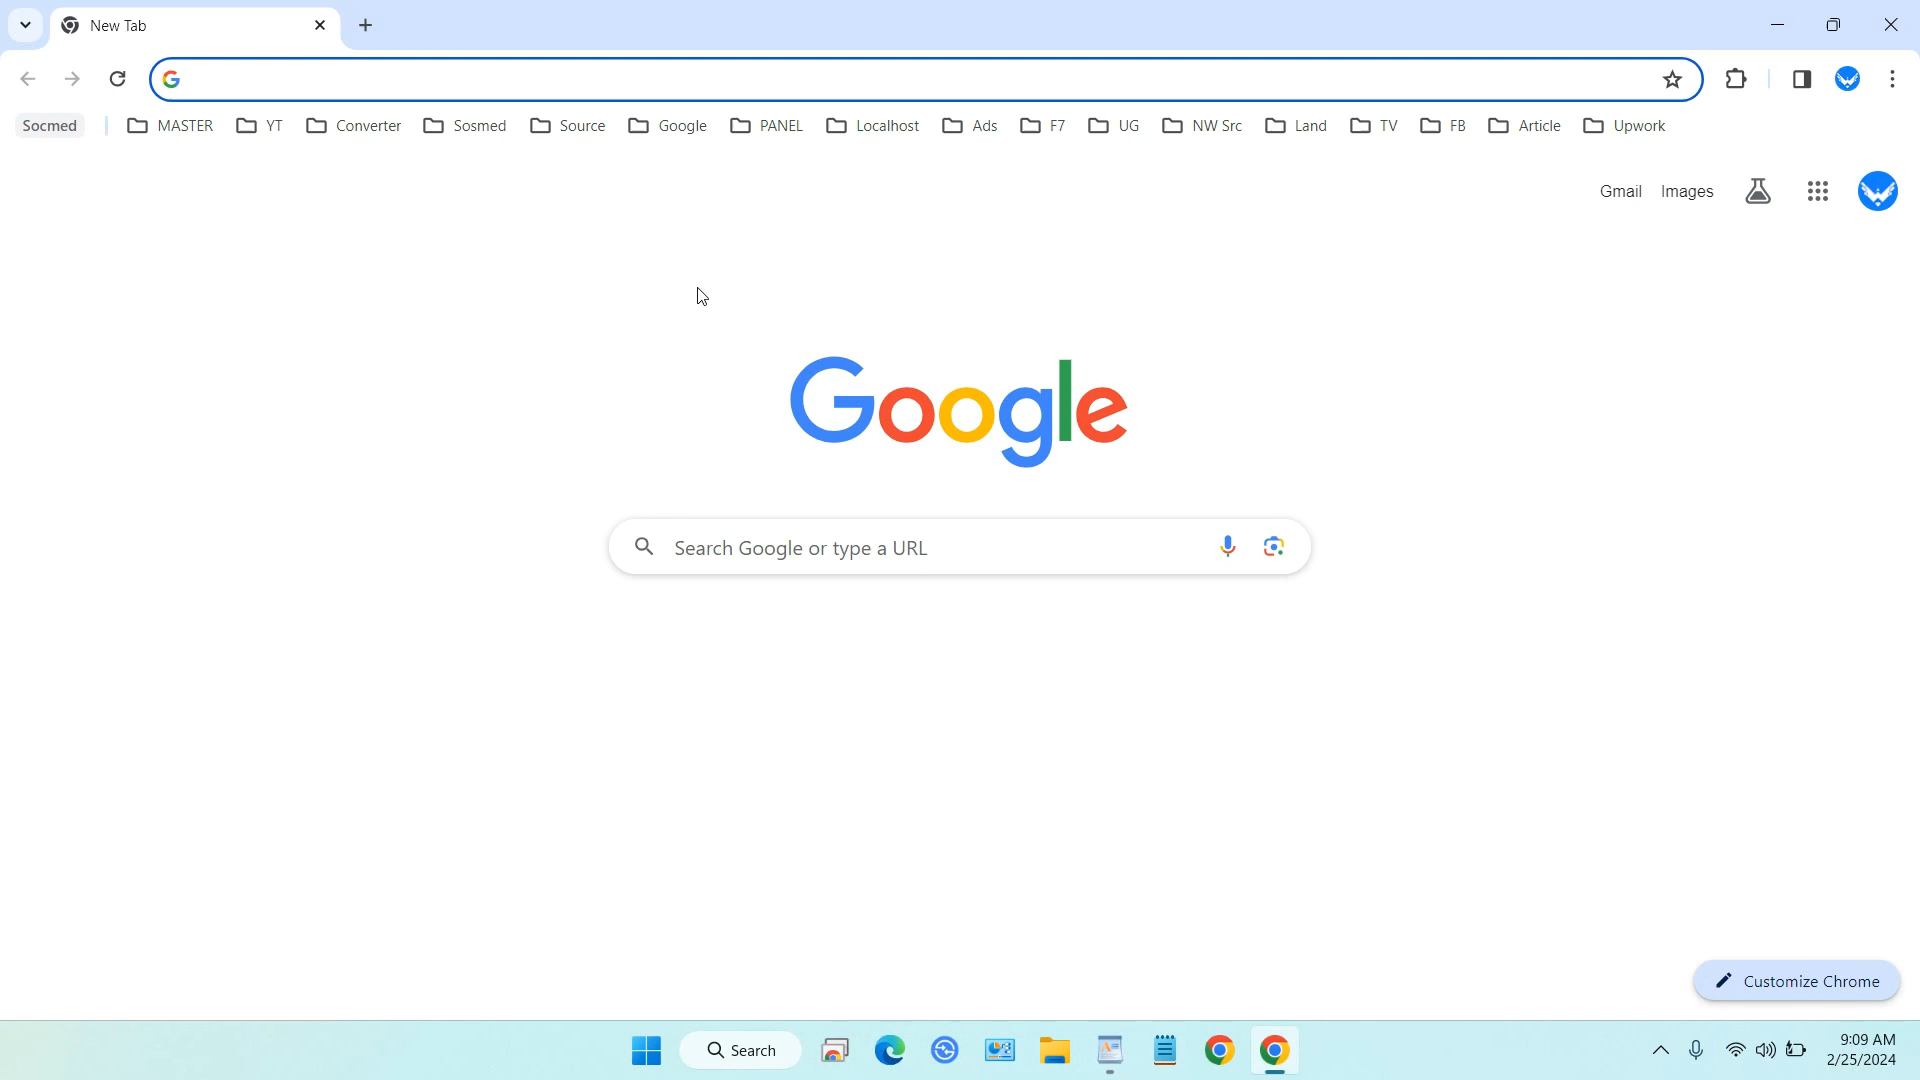 New Tab
Socmed MASTER YT Converter Sosmed Source Google PANEL Localhost Ads F7 UG NW Src Land TV FB Article Upwork
Gmail Images
Google
Search Google or type a URL
Customize Chrome
Search
9:09 AM
2/25/2024